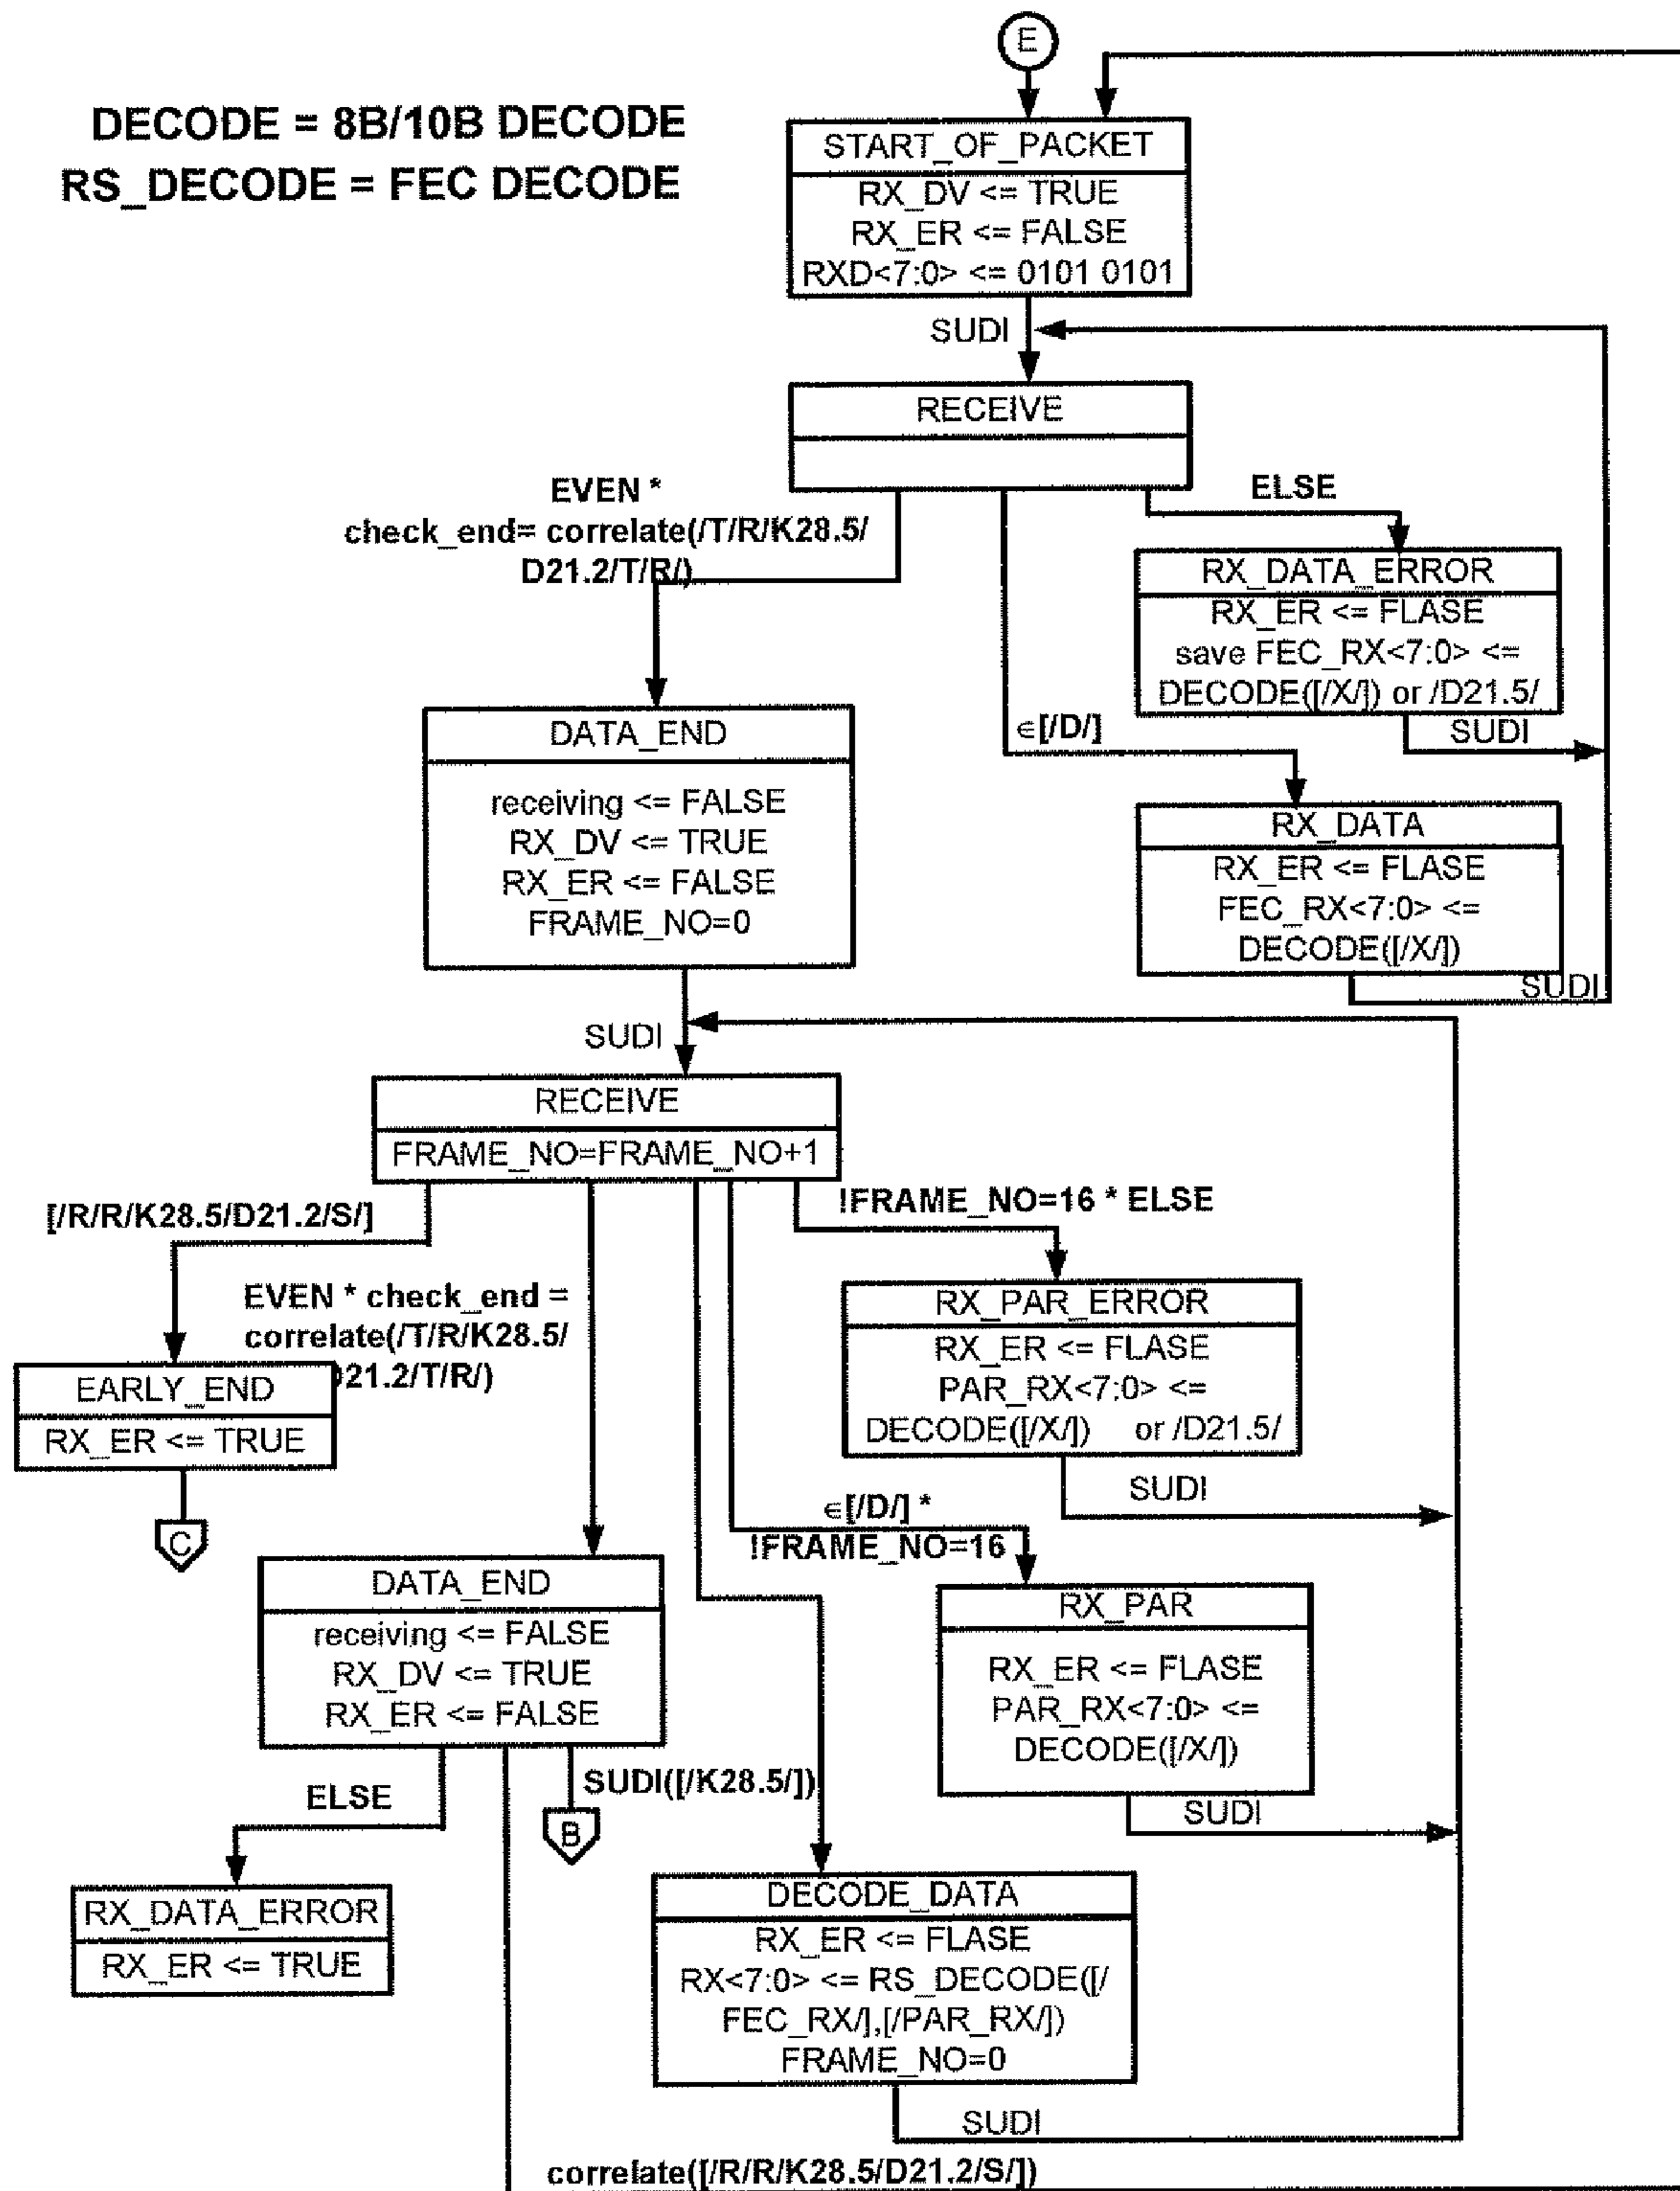 E
DECODE = 8B/10B DECODE
RS_DECODE = FEC DECODE
START_OF_PACKET
RX_DV <= TRUE
RX_ER <= FALSE
RXD<7:0> <= 0101 0101
SUDI
RECEIVE
EVEN *
check_end= correlate(/T/R/K28.5/
D21.2/T/R/)
ELSE
RX_DATA_ERROR
RX_ER <= FLASE
save FEC_RX<7:0> <=
DECODE([/X/]) or /D21.5/
SUDI
∈[/D/]
DATA_END
receiving <= FALSE
RX_DV <= TRUE
RX_ER <= FALSE
FRAME_NO=0
RX_DATA
RX_ER <= FLASE
FEC_RX<7:0> <=
DECODE([/X/])
SUDI
SUDI
RECEIVE
FRAME_NO=FRAME_NO+1
[/R/R/K28.5/D21.2/S/]
!FRAME_NO=16 * ELSE
EVEN * check_end =
correlate(/T/R/K28.5/
D21.2/T/R/)
EARLY_END
RX_ER <= TRUE
C
RX_PAR_ERROR
RX_ER <= FLASE
PAR_RX<7:0> <=
DECODE([/X/]) or /D21.5/
SUDI
∈[/D/] *
!FRAME_NO=16
DATA_END
receiving <= FALSE
RX_DV <= TRUE
RX_ER <= FALSE
RX_PAR
RX_ER <= FLASE
PAR_RX<7:0> <=
DECODE([/X/])
SUDI
ELSE
SUDI([/K28.5/])
B
RX_DATA_ERROR
RX_ER <= TRUE
DECODE_DATA
RX_ER <= FLASE
RX<7:0> <= RS_DECODE([/
FEC_RX/],[/PAR_RX/])
FRAME_NO=0
SUDI
correlate([/R/R/K28.5/D21.2/S/])